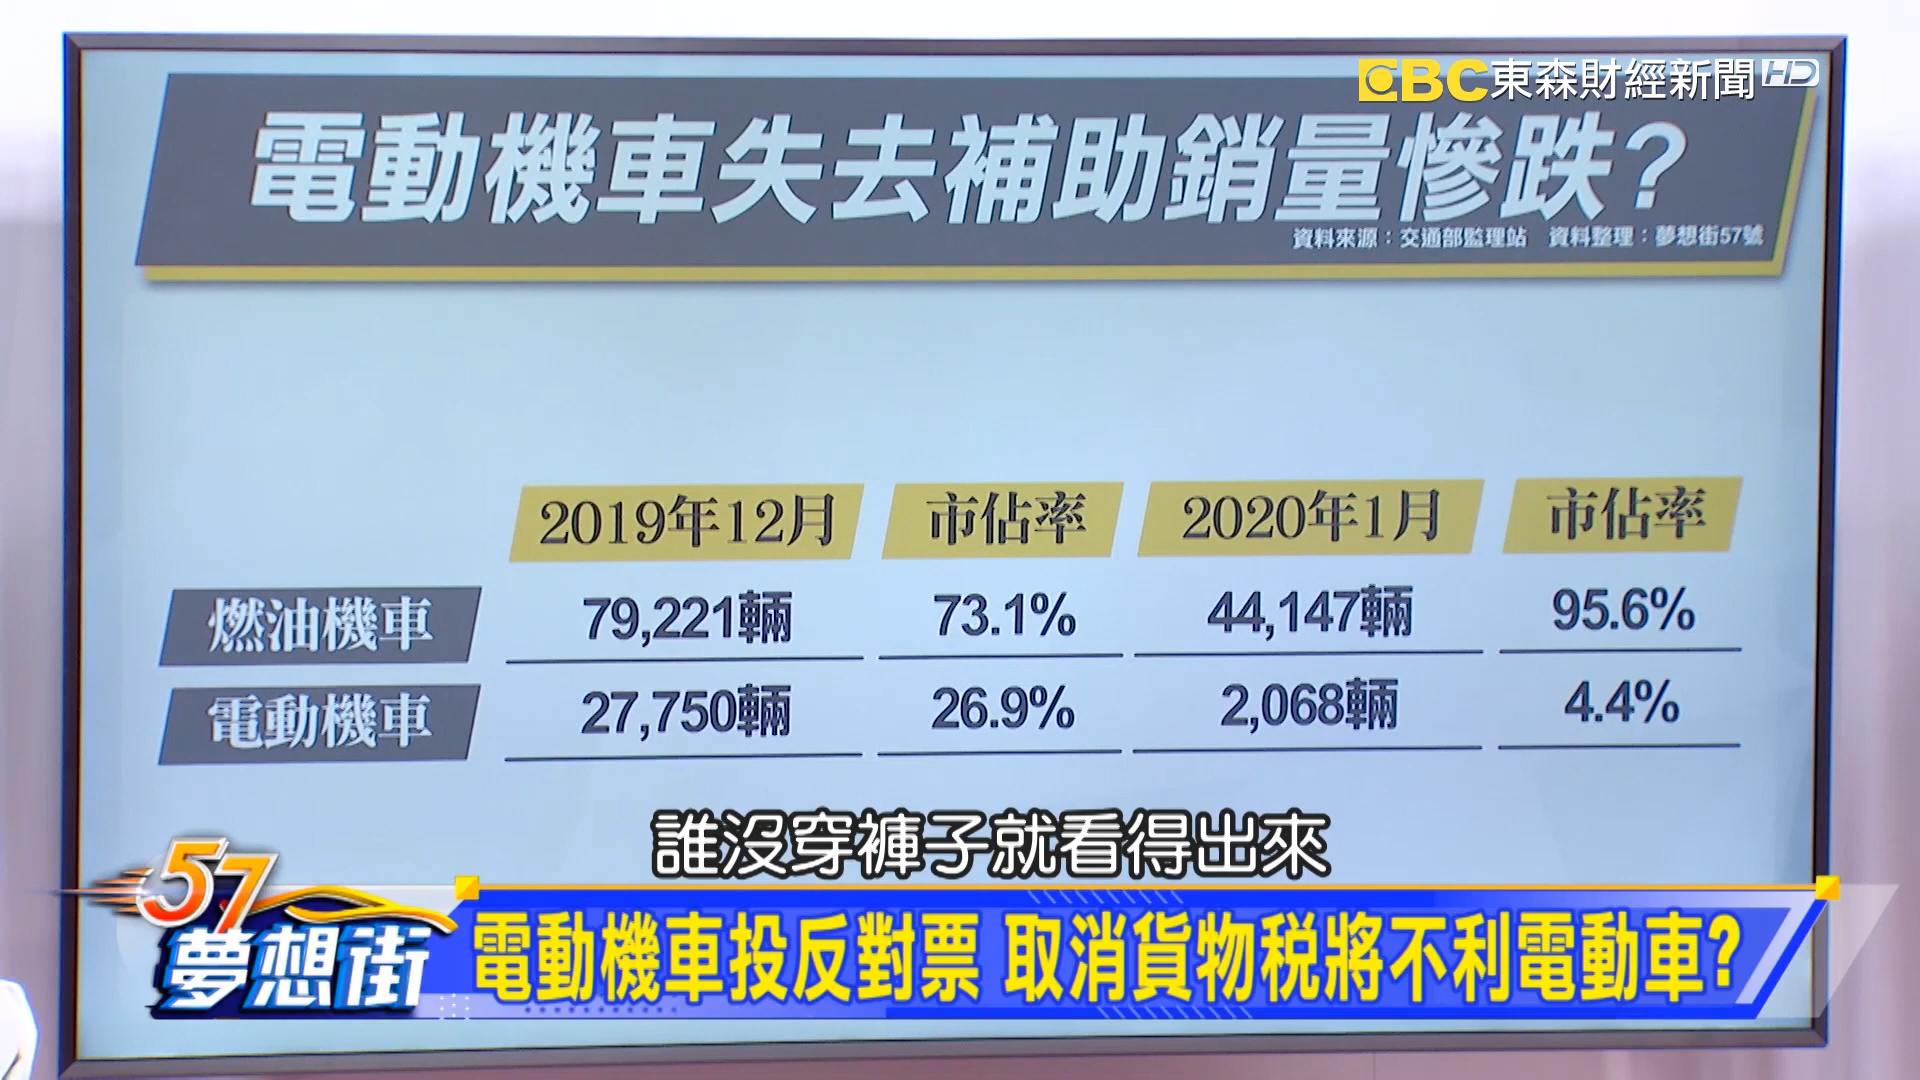 EBC東森財經新聞HD
電動機車失去補助銷量慘跌?
資料來源：交通部監理站 資料整理：夢想街57號
2019年12月 市佔率 2020年1月 市佔率
燃油機車 79,221輛 73.1% 44,147輛 95.6%
電動機車 27,750輛 26.9% 2,068輛 4.4%
誰沒穿褲子就看得出來
57夢想街
電動機車投反對票 取消貨物稅將不利電動車?